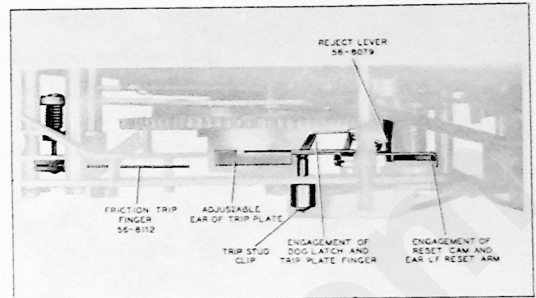 REJECT LEVER
56-8079
FRICTION TRIP
FINGER
56-8112
ADJUSTABLE
EAR OF TRIP PLATE
TRIP STUD
CLIP
ENGAGEMENT OF
DOG LATCH AND
TRIP PLATE FINGER
ENGAGEMENT OF
RESET CAM AND
EAR OF RESET ARM